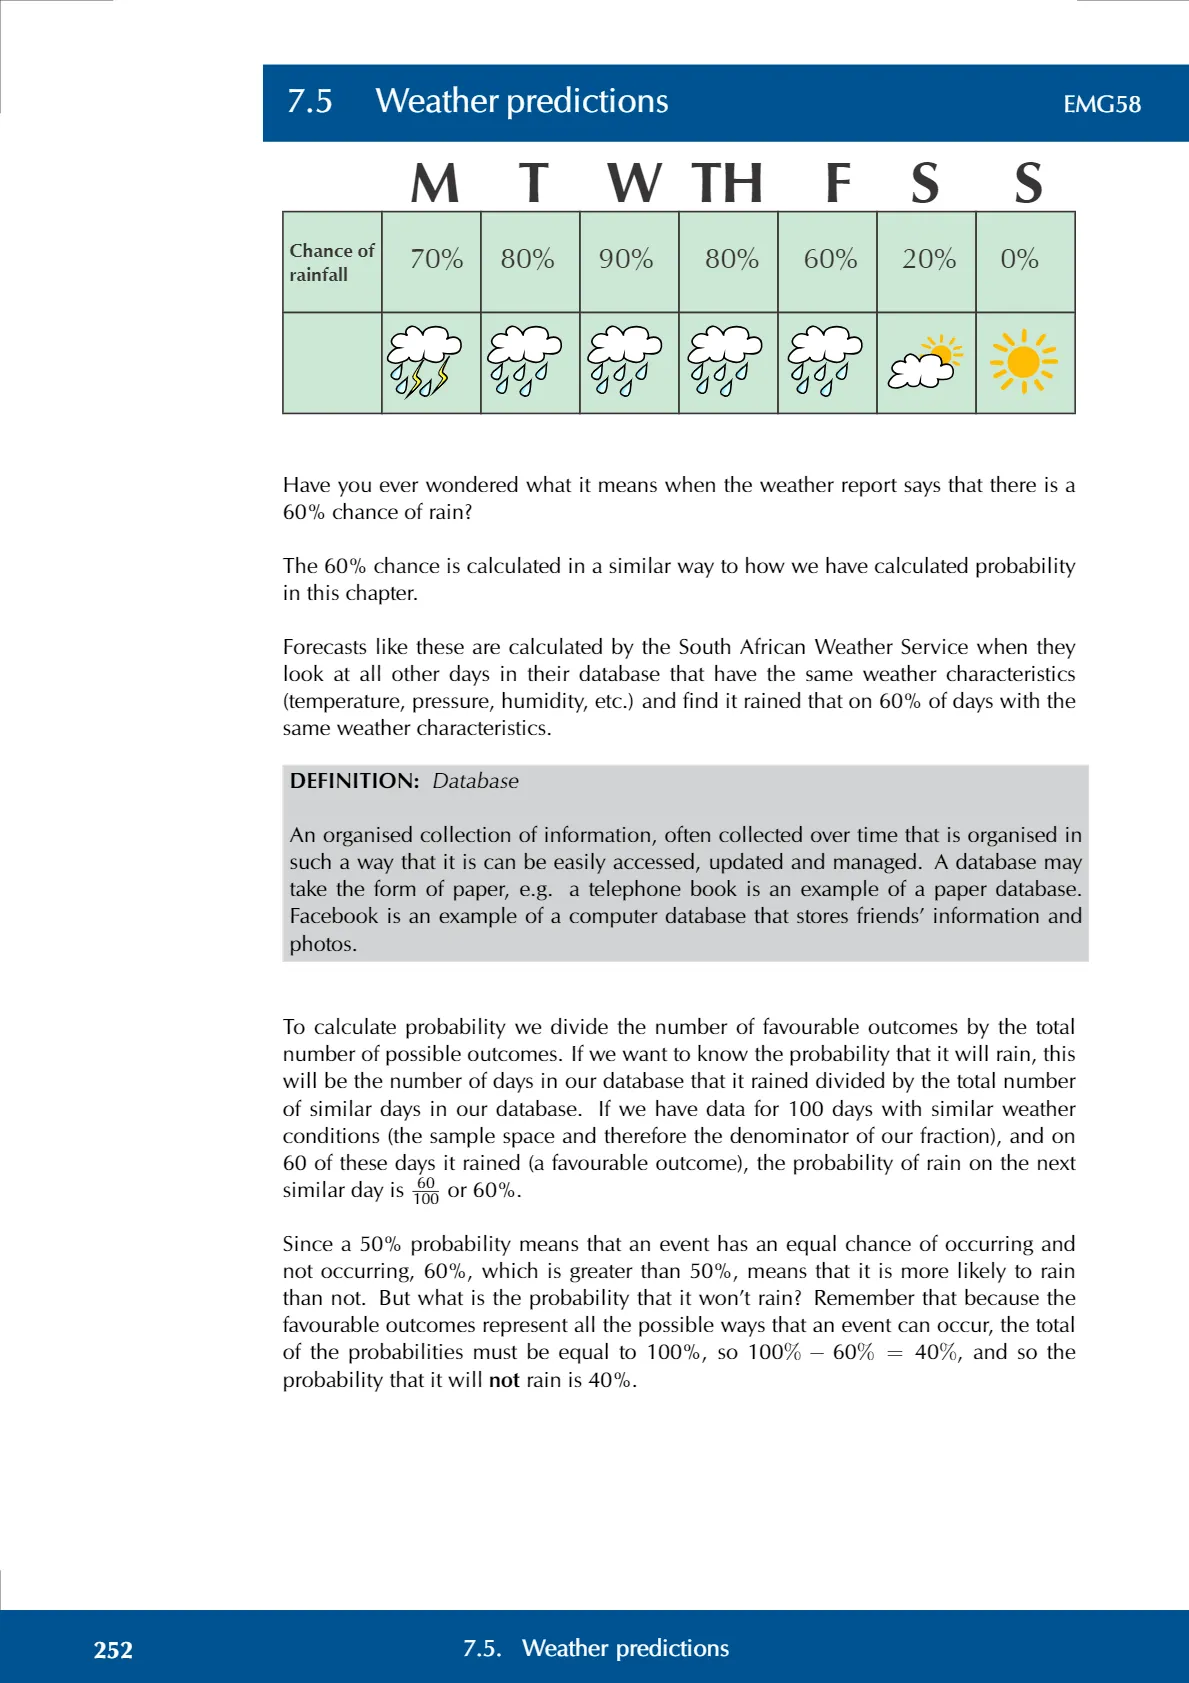 7.5 Weather predictions EMG58
M T W TH F S S
Chance of
rainfall
70% 80% 90% 80% 60% 20% 0%
Have you ever wondered what it means when the weather report says that there is a
60% chance of rain?
The 60% chance is calculated in a similar way to how we have calculated probability
in this chapter.
Forecasts like these are calculated by the South African Weather Service when they
look at all other days in their database that have the same weather characteristics
(temperature, pressure, humidity, etc.) and find it rained that on 60% of days with the
same weather characteristics.
DEFINITION: Database
An organised collection of information, often collected over time that is organised in
such a way that it is can be easily accessed, updated and managed. A database may
take the form of paper, e.g. a telephone book is an example of a paper database.
Facebook is an example of a computer database that stores friends’ information and
photos.
To calculate probability we divide the number of favourable outcomes by the total
number of possible outcomes. If we want to know the probability that it will rain, this
will be the number of days in our database that it rained divided by the total number
of similar days in our database. If we have data for 100 days with similar weather
conditions (the sample space and therefore the denominator of our fraction), and on
60 of these days it rained (a favourable outcome), the probability of rain on the next
similar day is 60/100 or 60%.
Since a 50% probability means that an event has an equal chance of occurring and
not occurring, 60%, which is greater than 50%, means that it is more likely to rain
than not. But what is the probability that it won’t rain? Remember that because the
favourable outcomes represent all the possible ways that an event can occur, the total
of the probabilities must be equal to 100%, so 100% − 60% = 40%, and so the
probability that it will not rain is 40%.
252 7.5. Weather predictions